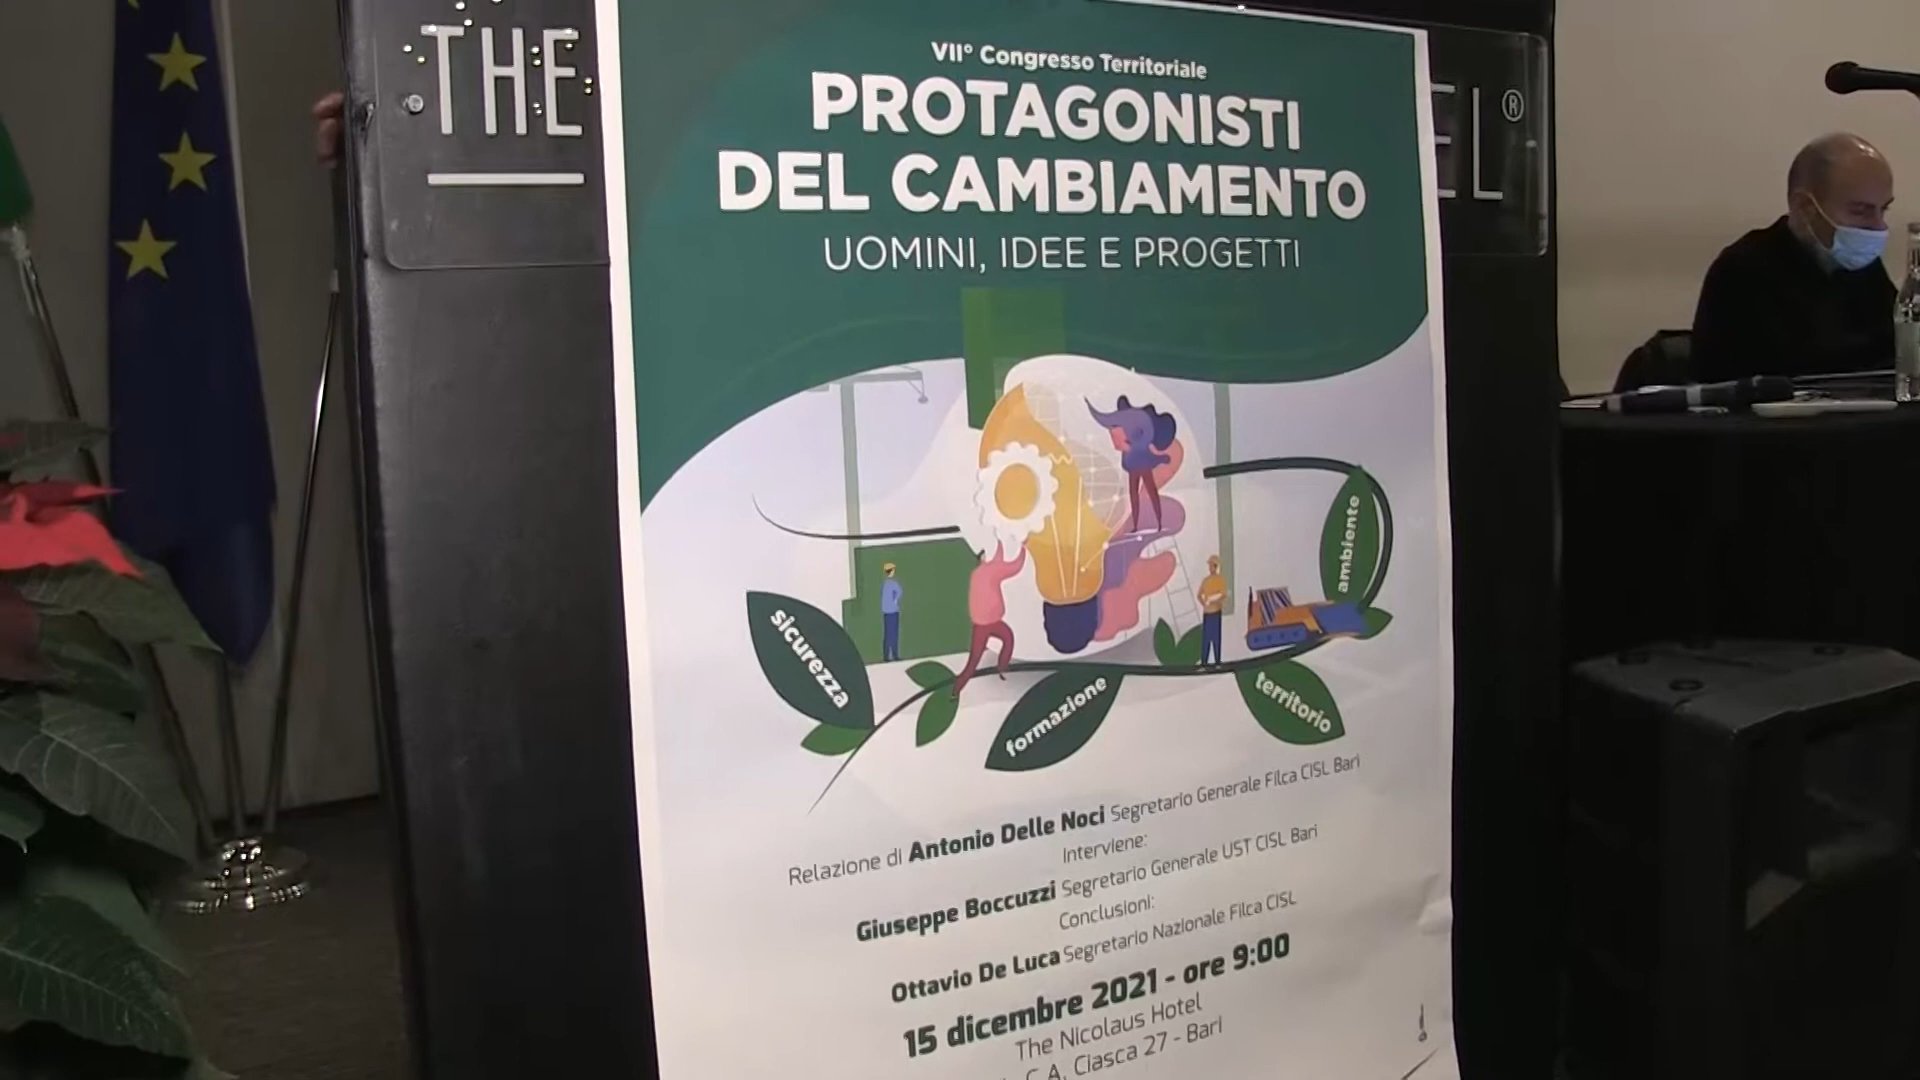 THE
EL®
VII° Congresso Territoriale
PROTAGONISTI
DEL CAMBIAMENTO
UOMINI, IDEE E PROGETTI
ambiente
sicurezza
formazione
territorio
Relazione di Antonio Delle Noci Segretario Generale Filca CISL Bari
Interviene:
Giuseppe Boccuzzi Segretario Generale UST CISL Bari
Conclusioni:
Ottavio De Luca Segretario Nazionale Filca CISL
15 dicembre 2021 - ore 9:00
The Nicolaus Hotel
C.A. Ciasca 27 - Bari